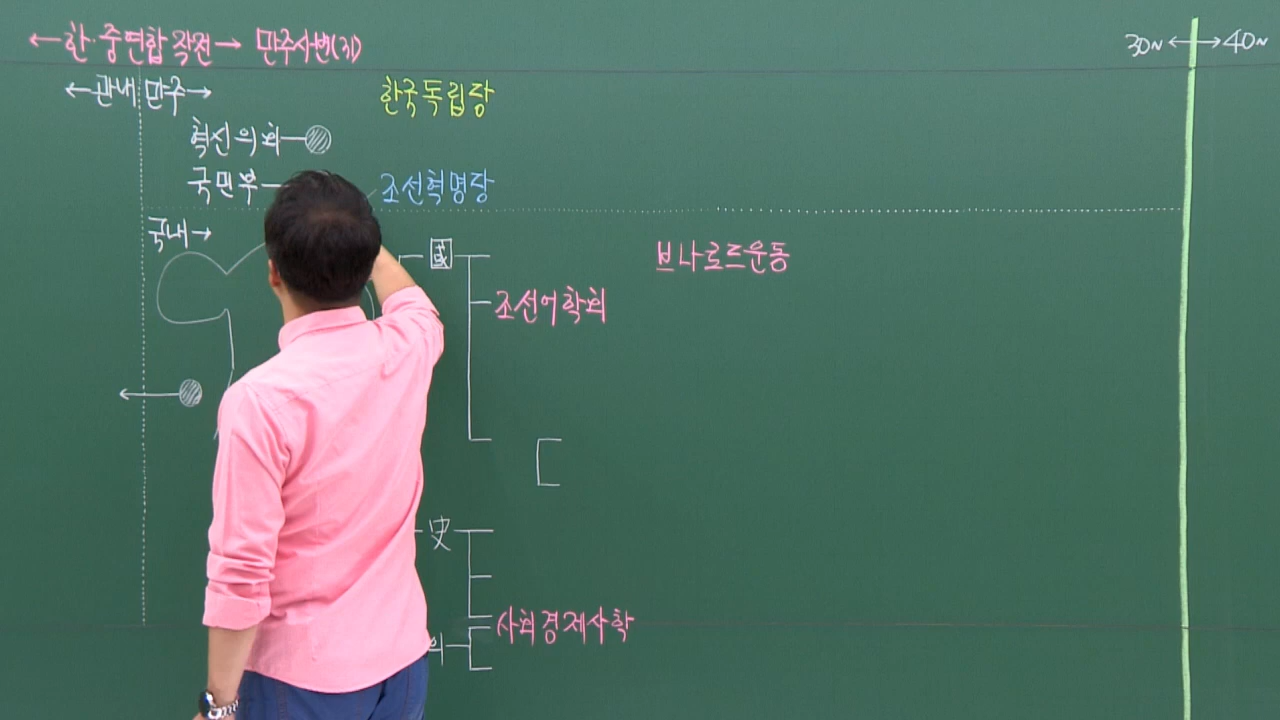 ←한·중연합작전→ 만주사변(31)
30N ←→ 40N
←관내 만주→
한국독립당
혁신의회
국민부
조선혁명당
국내→
國
브나로드운동
조선어학회
史
사회경제사학